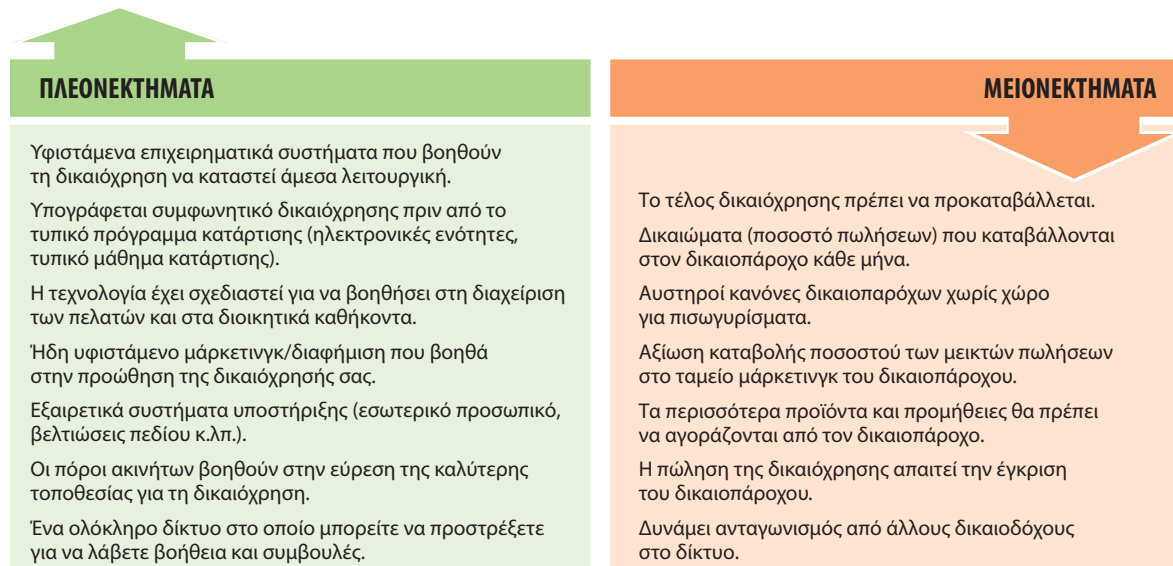 ΠΛΕΟΝΕΚΤΗΜΑΤΑ
Υφιστάμενα επιχειρηματικά συστήματα που βοηθούν
τη δικαιόχρηση να καταστεί άμεσα λειτουργική.
Υπογράφεται συμφωνητικό δικαιόχρησης πριν από το
τυπικό πρόγραμμα κατάρτισης (ηλεκτρονικές ενότητες,
τυπικό μάθημα κατάρτισης).
Η τεχνολογία έχει σχεδιαστεί για να βοηθήσει στη διαχείριση
των πελατών και στα διοικητικά καθήκοντα.
Ήδη υφιστάμενο μάρκετινγκ/διαφήμιση που βοηθά
στην προώθηση της δικαιόχρησής σας.
Εξαιρετικά συστήματα υποστήριξης (εσωτερικό προσωπικό,
βελτιώσεις πεδίου κ.λπ.).
Οι πόροι ακινήτων βοηθούν στην εύρεση της καλύτερης
τοποθεσίας για τη δικαιόχρηση.
Ένα ολόκληρο δίκτυο στο οποίο μπορείτε να προστρέξετε
για να λάβετε βοήθεια και συμβουλές.
ΜΕΙΟΝΕΚΤΗΜΑΤΑ
Το τέλος δικαιόχρησης πρέπει να προκαταβάλλεται.
Δικαιώματα (ποσοστό πωλήσεων) που καταβάλλονται
στον δικαιοπάροχο κάθε μήνα.
Αυστηροί κανόνες δικαιοπαρόχων χωρίς χώρο
για πισωγυρίσματα.
Αξίωση καταβολής ποσοστού των μεικτών πωλήσεων
στο ταμείο μάρκετινγκ του δικαιοπάροχου.
Τα περισσότερα προϊόντα και προμήθειες θα πρέπει
να αγοράζονται από τον δικαιοπάροχο.
Η πώληση της δικαιόχρησης απαιτεί την έγκριση
του δικαιοπάροχου.
Δυνάμει ανταγωνισμός από άλλους δικαιοδόχους
στο δίκτυο.